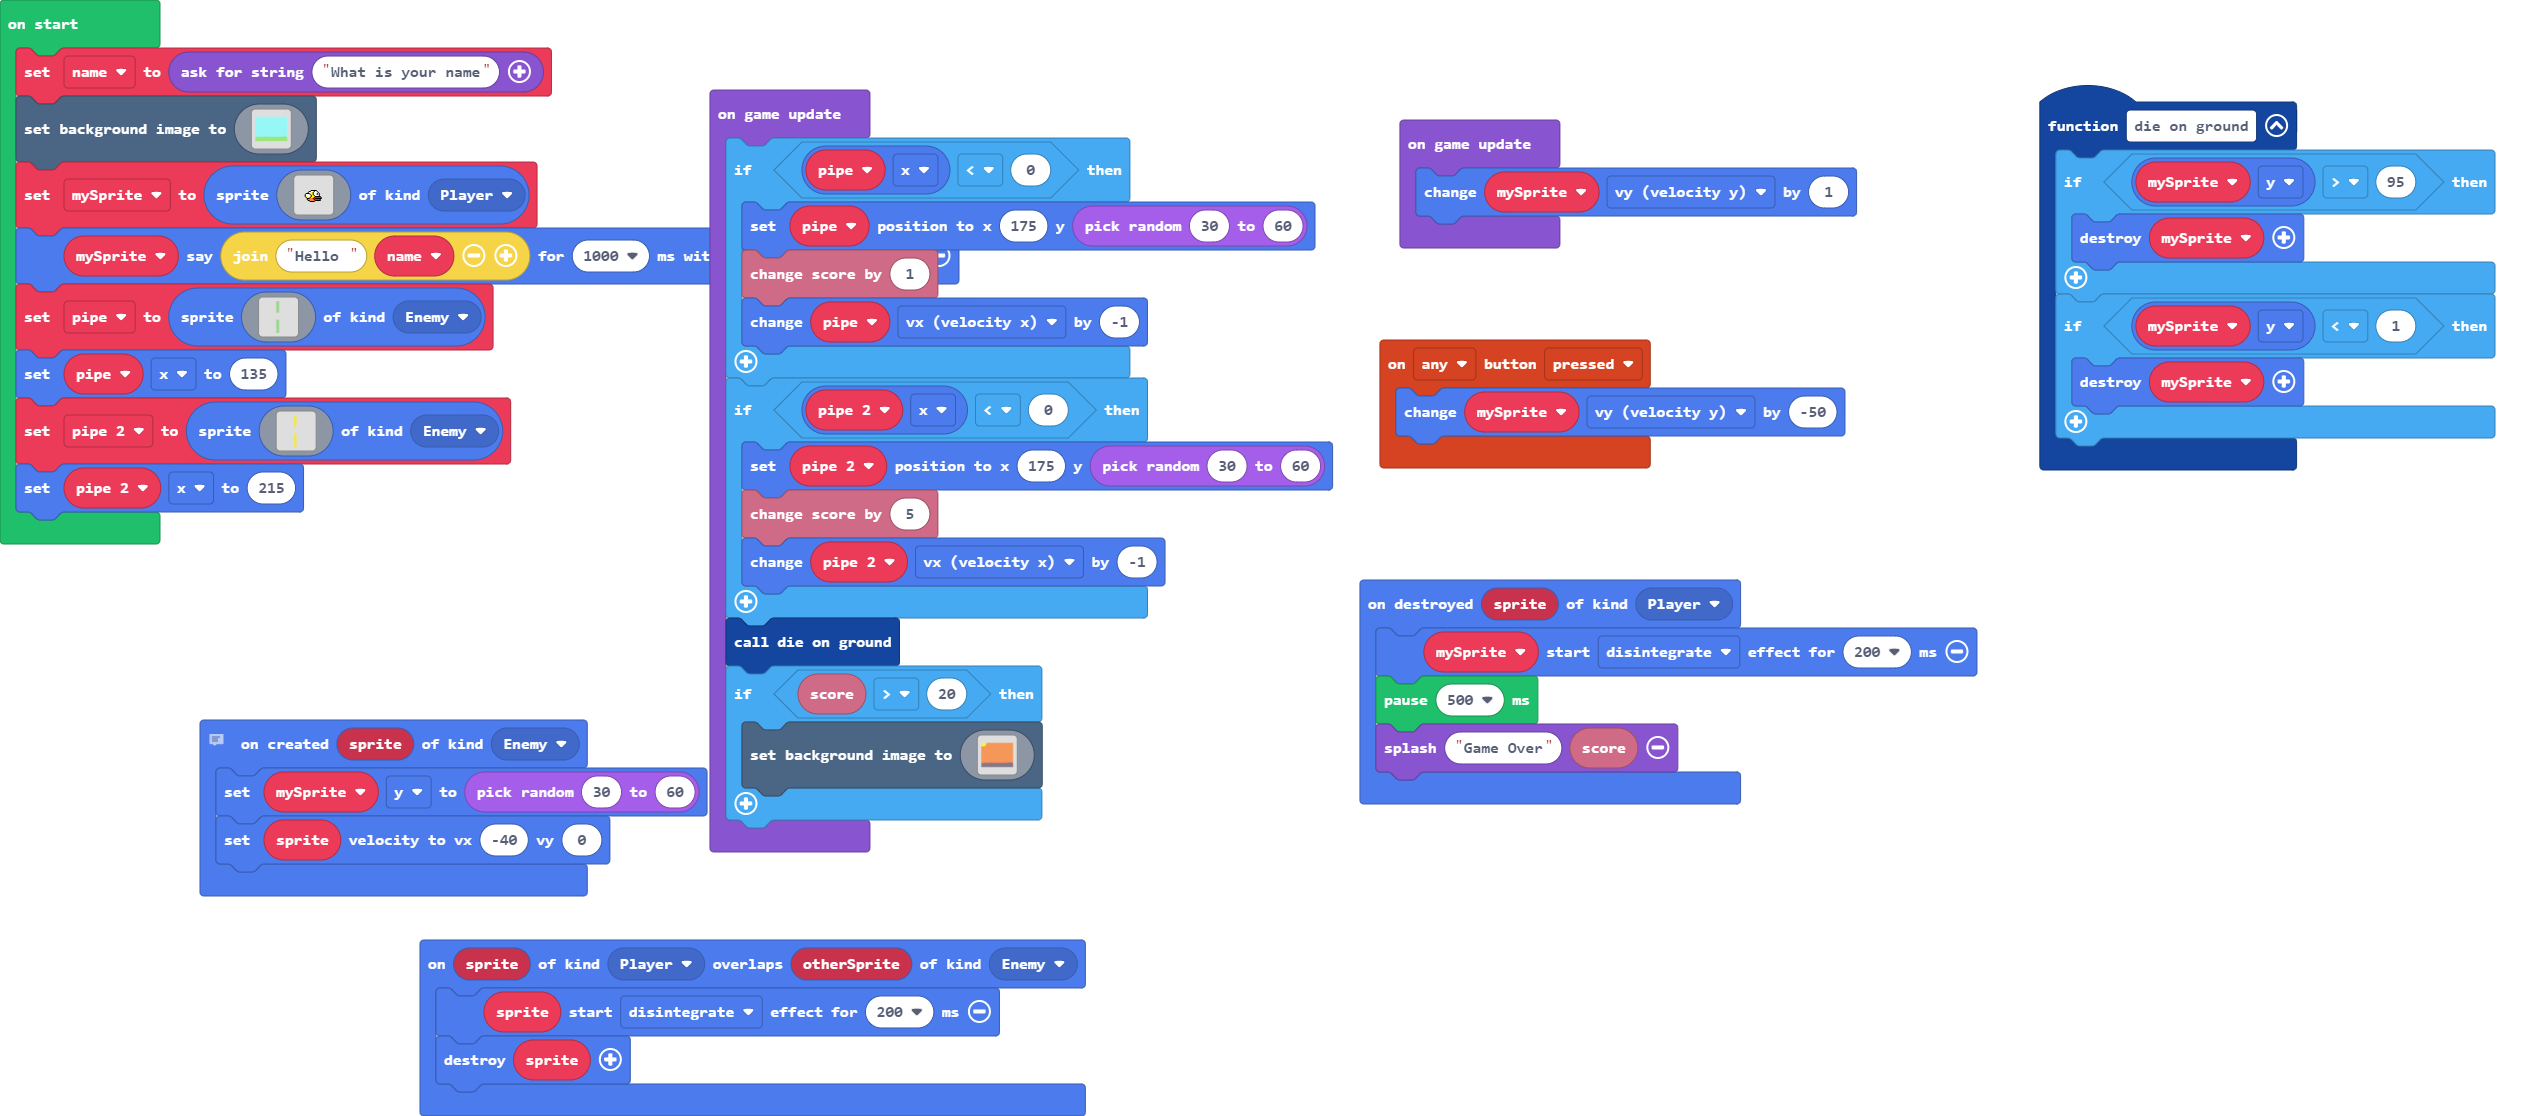 on start
set name to ask for string "What is your name"
set background image to
set mySprite to sprite of kind Player
mySprite say join "Hello " name for 1000 ms wit
set pipe to sprite of kind Enemy
set pipe x to 135
set pipe 2 to sprite of kind Enemy
set pipe 2 x to 215
on game update
if pipe x < 0 then
set pipe position to x 175 y pick random 30 to 60
change score by 1
change pipe vx (velocity x) by -1
if pipe 2 x < 0 then
set pipe 2 position to x 175 y pick random 30 to 60
change score by 5
change pipe 2 vx (velocity x) by -1
call die on ground
if score > 20 then
set background image to
on game update
change mySprite vy (velocity y) by 1
on any button pressed
change mySprite vy (velocity y) by -50
function die on ground
if mySprite y > 95 then
destroy mySprite
if mySprite y < 1 then
destroy mySprite
on destroyed sprite of kind Player
mySprite start disintegrate effect for 200 ms
pause 500 ms
splash "Game Over" score
on created sprite of kind Enemy
set mySprite y to pick random 30 to 60
set sprite velocity to vx -40 vy 0
on sprite of kind Player overlaps otherSprite of kind Enemy
sprite start disintegrate effect for 200 ms
destroy sprite